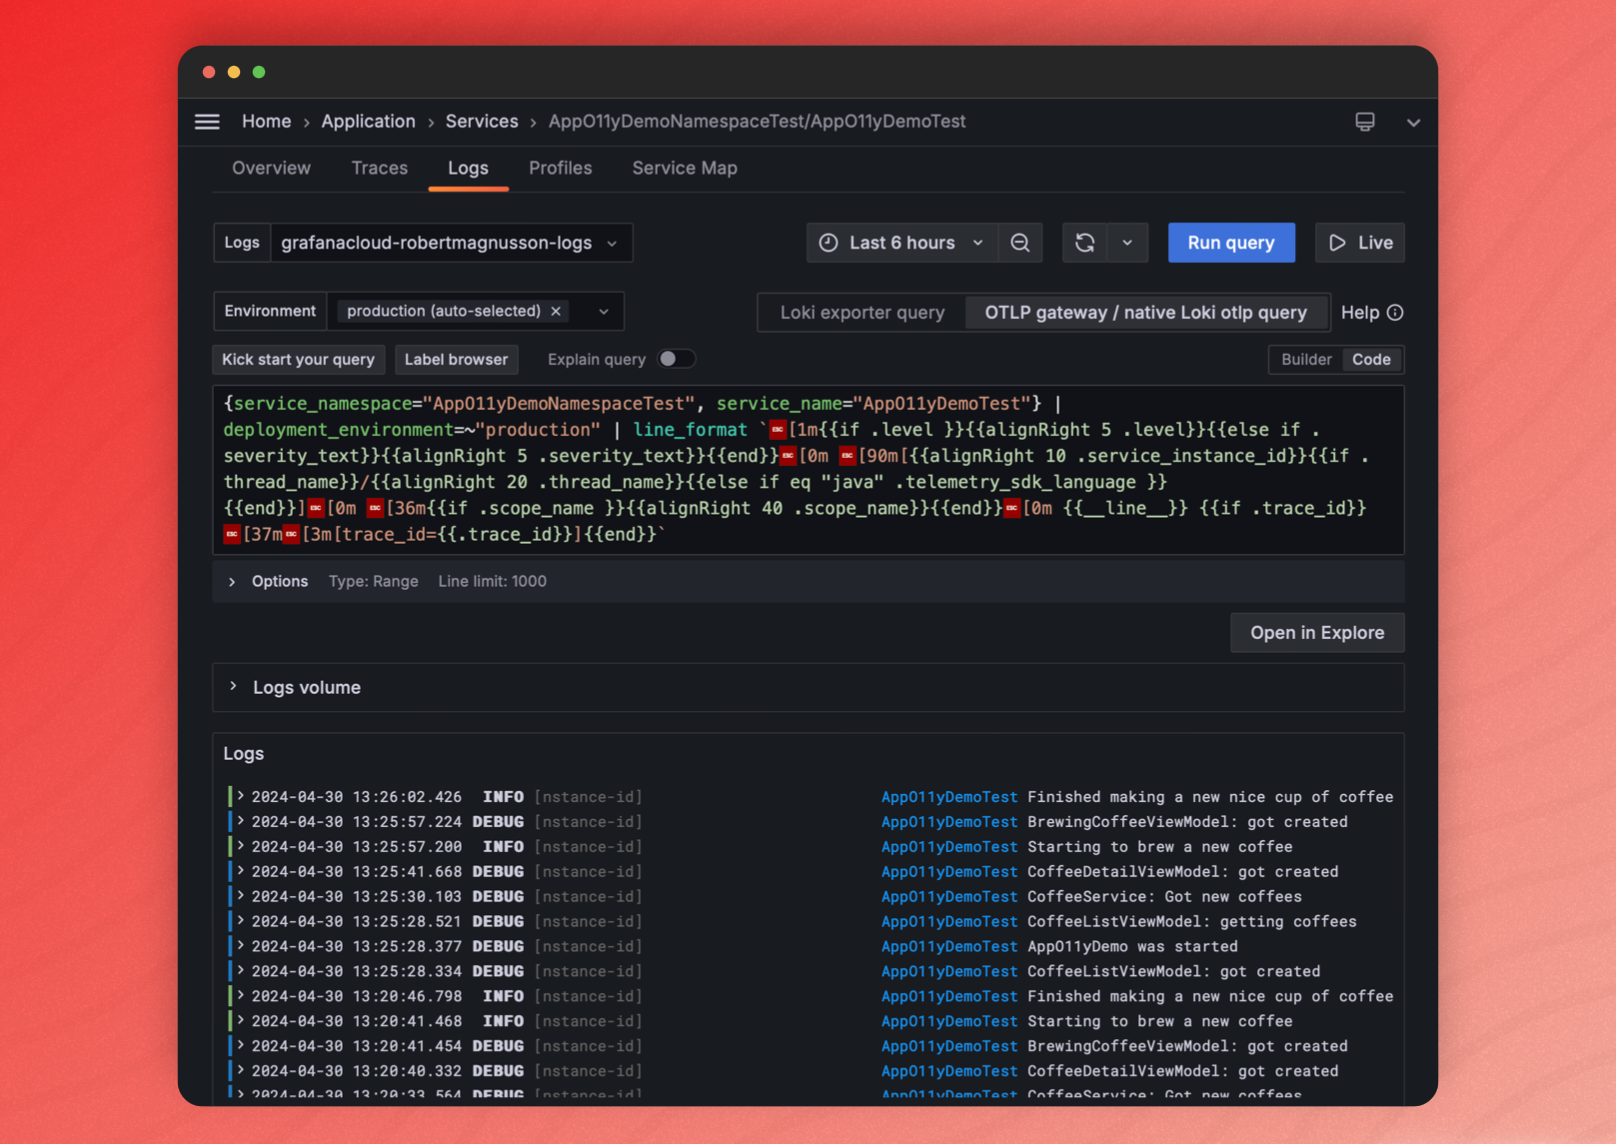 Home › Application › Services › AppO11yDemoNamespaceTest/AppO11yDemoTest
Overview Traces Logs Profiles Service Map
Logs grafanacloud-robertmagnusson-logs Last 6 hours Run query Live
Environment production (auto-selected) × Loki exporter query OTLP gateway / native Loki otlp query Help
Kick start your query Label browser Explain query Builder Code
{service_namespace="AppO11yDemoNamespaceTest", service_name="AppO11yDemoTest"} |
deployment_environment=~"production" | line_format `ESC[1m{{if .level }}{{alignRight 5 .level}}{{else if .
severity_text}}{{alignRight 5 .severity_text}}{{end}}ESC[0m ESC[90m[{{alignRight 10 .service_instance_id}}{{if .
thread_name}}/{{alignRight 20 .thread_name}}{{else if eq "java" .telemetry_sdk_language }}
{{end}}]ESC[0m ESC[36m{{if .scope_name }}{{alignRight 40 .scope_name}}{{end}}ESC[0m {{__line__}} {{if .trace_id}}
ESC[37mESC[3m[trace_id={{.trace_id}}]{{end}}`
Options Type: Range Line limit: 1000
Open in Explore
Logs volume
Logs
2024-04-30 13:26:02.426 INFO [nstance-id] AppO11yDemoTest Finished making a new nice cup of coffee
2024-04-30 13:25:57.224 DEBUG [nstance-id] AppO11yDemoTest BrewingCoffeeViewModel: got created
2024-04-30 13:25:57.200 INFO [nstance-id] AppO11yDemoTest Starting to brew a new coffee
2024-04-30 13:25:41.668 DEBUG [nstance-id] AppO11yDemoTest CoffeeDetailViewModel: got created
2024-04-30 13:25:30.103 DEBUG [nstance-id] AppO11yDemoTest CoffeeService: Got new coffees
2024-04-30 13:25:28.521 DEBUG [nstance-id] AppO11yDemoTest CoffeeListViewModel: getting coffees
2024-04-30 13:25:28.377 DEBUG [nstance-id] AppO11yDemoTest AppO11yDemo was started
2024-04-30 13:25:28.334 DEBUG [nstance-id] AppO11yDemoTest CoffeeListViewModel: got created
2024-04-30 13:20:46.798 INFO [nstance-id] AppO11yDemoTest Finished making a new nice cup of coffee
2024-04-30 13:20:41.468 INFO [nstance-id] AppO11yDemoTest Starting to brew a new coffee
2024-04-30 13:20:41.454 DEBUG [nstance-id] AppO11yDemoTest BrewingCoffeeViewModel: got created
2024-04-30 13:20:40.332 DEBUG [nstance-id] AppO11yDemoTest CoffeeDetailViewModel: got created
2024-04-30 13:20:33.564 DEBUG [nstance-id] AppO11yDemoTest CoffeeService: Got new coffees